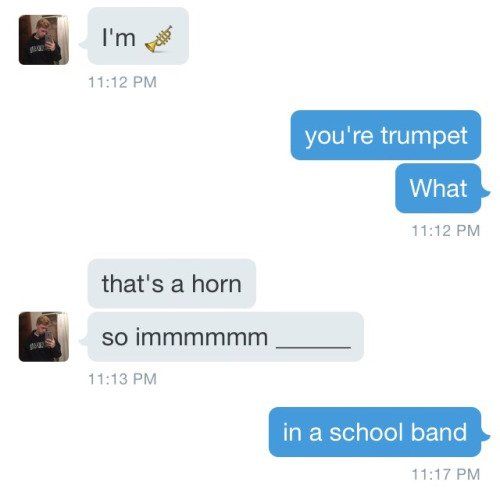 I'm 🎺
11:12 PM
you're trumpet
What
11:12 PM
that's a horn
so immmmmm ______
11:13 PM
in a school band
11:17 PM